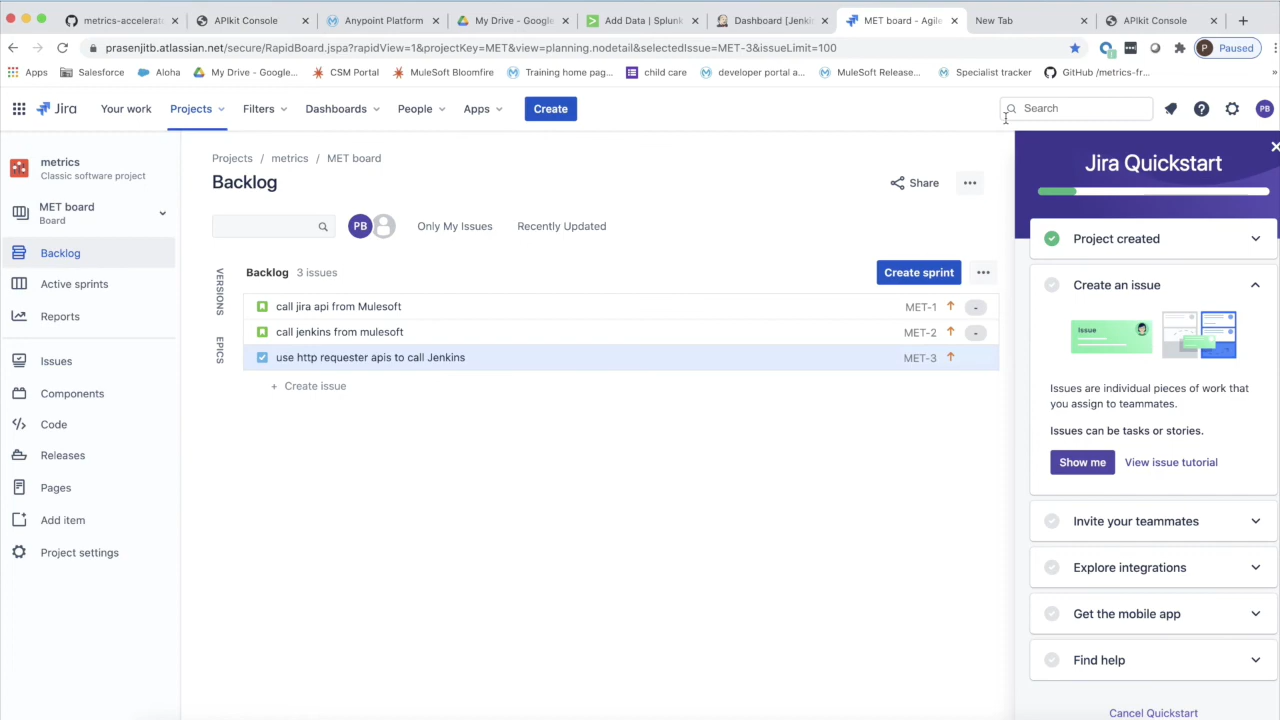 metrics-accelerato
APIkit Console
Anypoint Platform
My Drive - Google
Add Data | Splunk
Dashboard [Jenki
MET board - Agile
New Tab
APIkit Console
prasenjitb.atlassian.net/secure/RapidBoard.jspa?rapidView=1&projectKey=MET&view=planning.nodetail&selectedIssue=MET-3&issueLimit=100
P Paused
Apps
Salesforce
Aloha
My Drive - Google...
CSM Portal
MuleSoft Bloomfire
Training home pag...
child care
developer portal a...
MuleSoft Release...
Specialist tracker
GitHub /metrics-fr...
»
Jira
Your work
Projects
Filters
Dashboards
People
Apps
Create
Search
PB
metrics
Classic software project
MET board
Board
Backlog
Active sprints
Reports
Issues
Components
Code
Releases
Pages
Add item
Project settings
Projects / metrics / MET board
Backlog
Share
PB
Only My Issues
Recently Updated
VERSIONS
EPICS
Backlog 3 issues
Create sprint
call jira api from Mulesoft MET-1 -
call jenkins from mulesoft MET-2 -
use http requester apis to call Jenkins MET-3
+ Create issue
Jira Quickstart
Project created
Create an issue
Issue
Issues are individual pieces of work that
you assign to teammates.
Issues can be tasks or stories.
Show me
View issue tutorial
Invite your teammates
Explore integrations
Get the mobile app
Find help
Cancel Quickstart